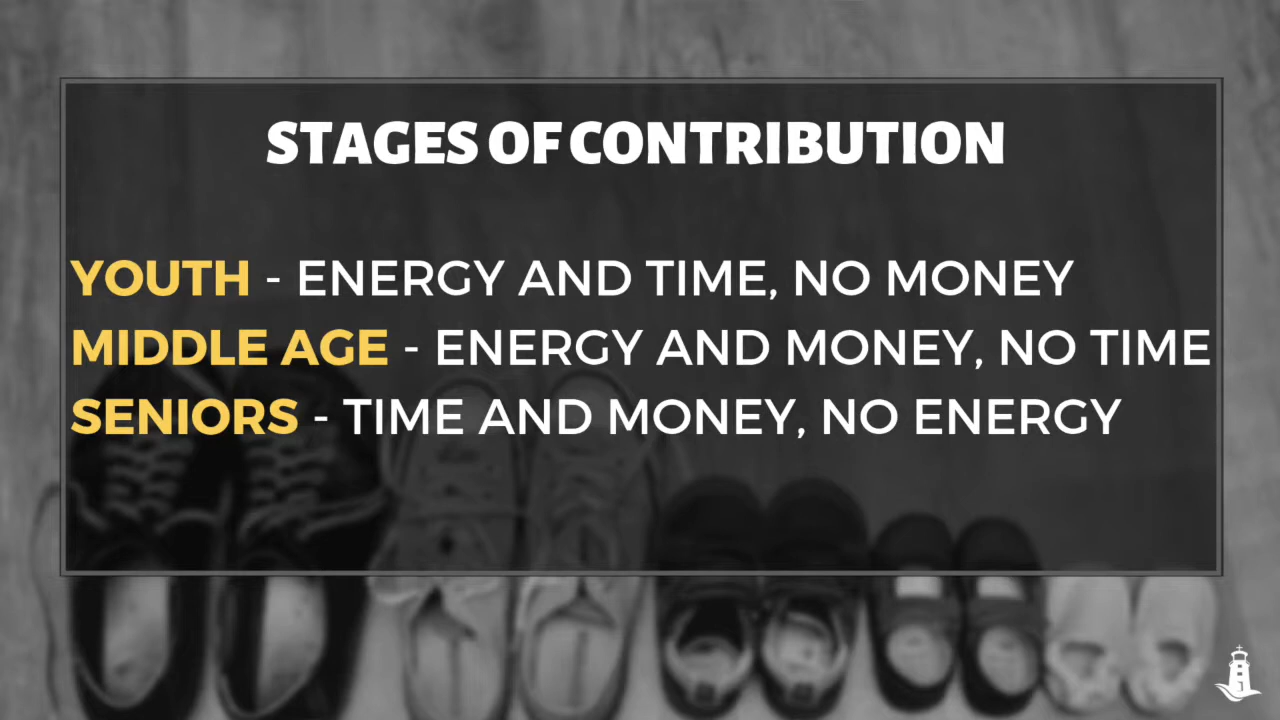 STAGES OF CONTRIBUTION
YOUTH - ENERGY AND TIME, NO MONEY
MIDDLE AGE - ENERGY AND MONEY, NO TIME
SENIORS - TIME AND MONEY, NO ENERGY